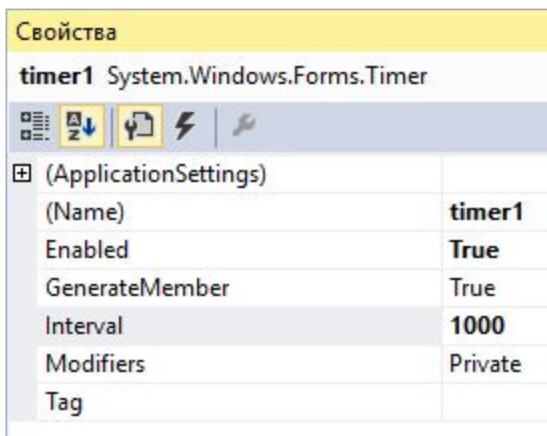 Свойства
timer1 System.Windows.Forms.Timer
(ApplicationSettings)
(Name) timer1
Enabled True
GenerateMember True
Interval 1000
Modifiers Private
Tag